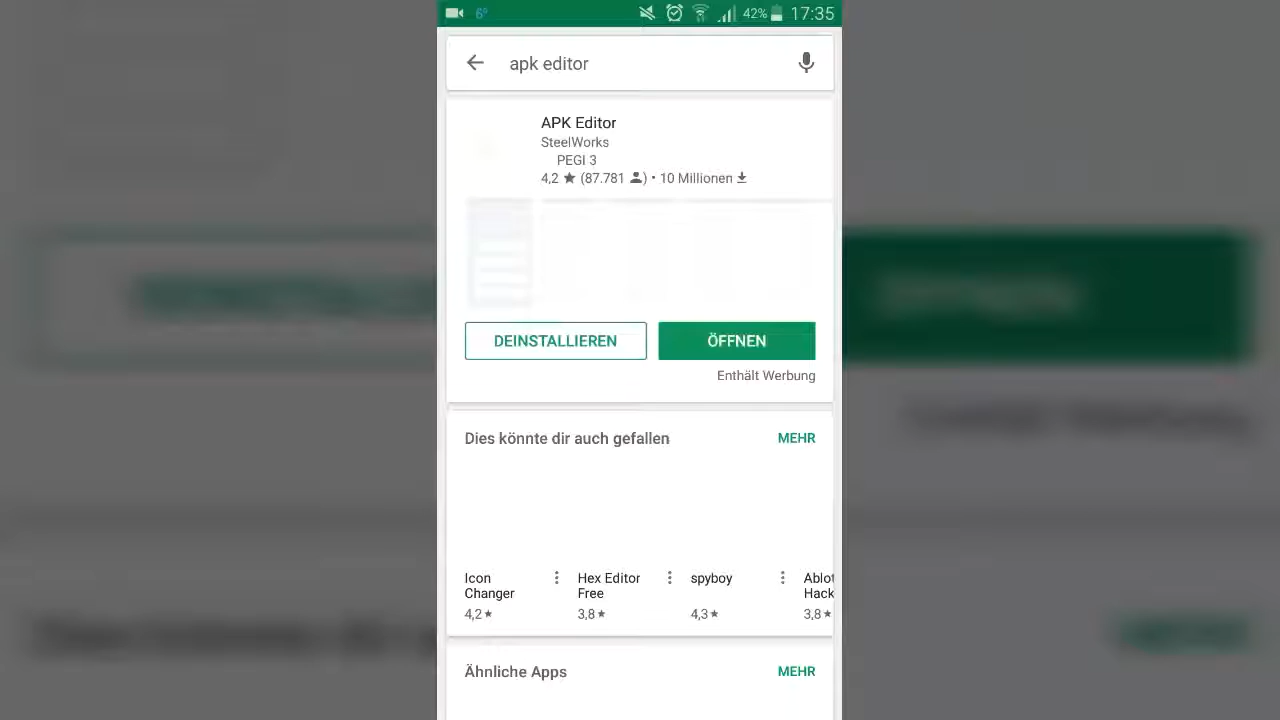 6° 42% 17:35
apk editor
APK Editor
SteelWorks
PEGI 3
4,2 ★ (87.781) • 10 Millionen
DEINSTALLIEREN ÖFFNEN
Enthält Werbung
Dies könnte dir auch gefallen MEHR
Icon Changer
4,2★
Hex Editor Free
3,8★
spyboy
4,3★
Ablot
Hack
3,8★
Ähnliche Apps MEHR